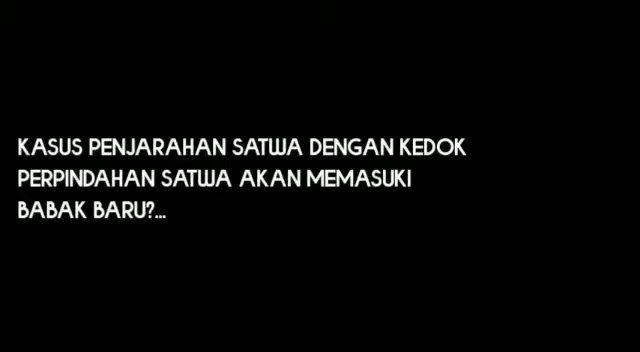 KASUS PENJARAHAN SATWA DENGAN KEDOK
PERPINDAHAN SATWA AKAN MEMASUKI
BABAK BARU?...